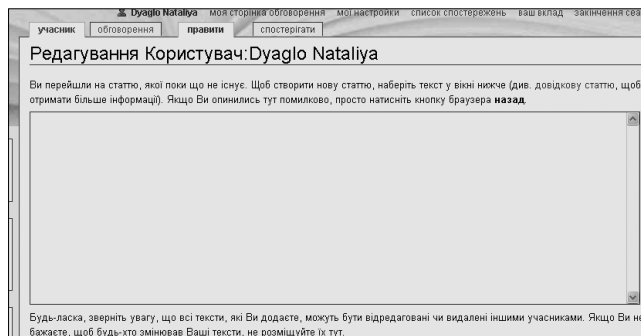 Dyaglo Nataliya моя сторінка обговорення мої настройки список спостережень ваш вклад закінчення
учасник обговорення правити спостерігати
Редагування Користувач:Dyaglo Nataliya
Ви перейшли на статтю, якої поки що не існує. Щоб створити нову статтю, наберіть текст у вікні нижче (див. довідкову статтю, щоб
отримати більше інформації). Якщо Ви опинились тут помилково, просто натисніть кнопку браузера назад.
Будь-ласка, зверніть увагу, що всі тексти, які Ви додаєте, можуть бути відредаговані чи видалені іншими учасниками. Якщо Ви не
бажаєте, щоб будь-хто змінював Ваші тексти, не розміщуйте їх тут.